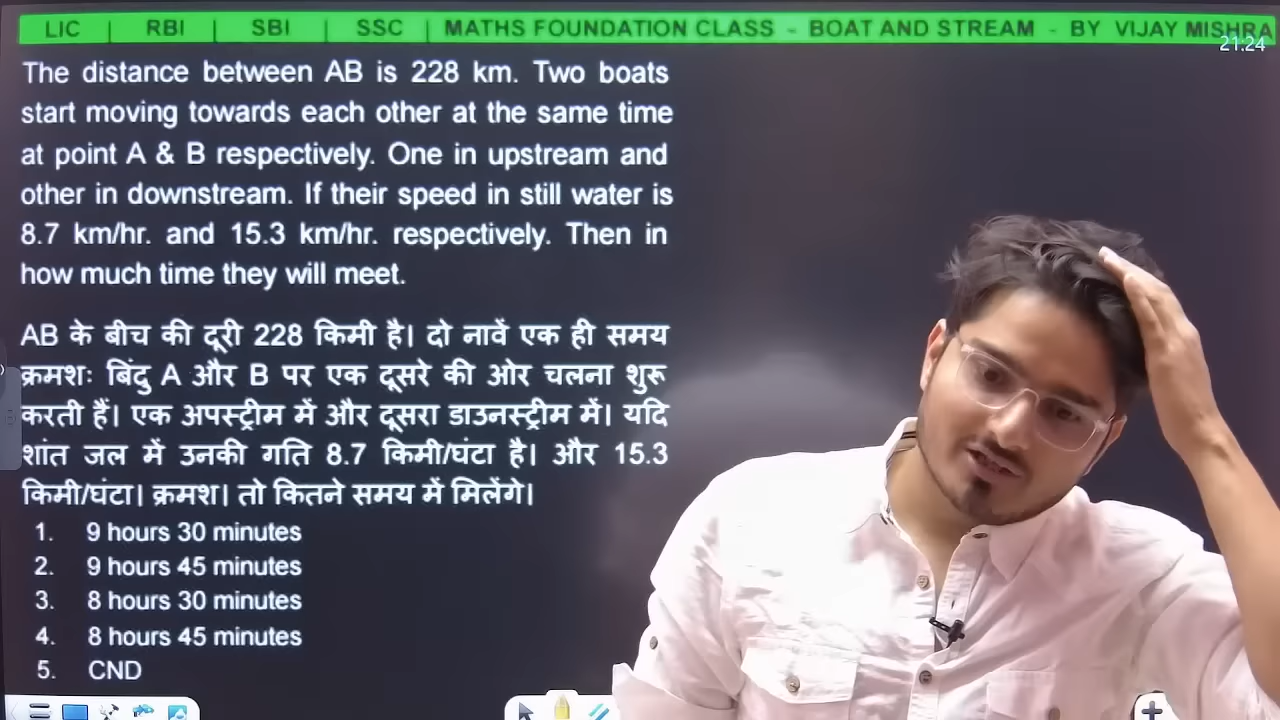 LIC | RBI | SBI | SSC | MATHS FOUNDATION CLASS - BOAT AND STREAM - BY VIJAY MISHRA
21:24
The distance between AB is 228 km. Two boats
start moving towards each other at the same time
at point A & B respectively. One in upstream and
other in downstream. If their speed in still water is
8.7 km/hr. and 15.3 km/hr. respectively. Then in
how much time they will meet.
AB के बीच की दूरी 228 किमी है। दो नावें एक ही समय
क्रमशः बिंदु A और B पर एक दूसरे की ओर चलना शुरू
करती हैं। एक अपस्ट्रीम में और दूसरा डाउनस्ट्रीम में। यदि
शांत जल में उनकी गति 8.7 किमी/घंटा है। और 15.3
किमी/घंटा। क्रमश। तो कितने समय में मिलेंगे।
1. 9 hours 30 minutes
2. 9 hours 45 minutes
3. 8 hours 30 minutes
4. 8 hours 45 minutes
5. CND